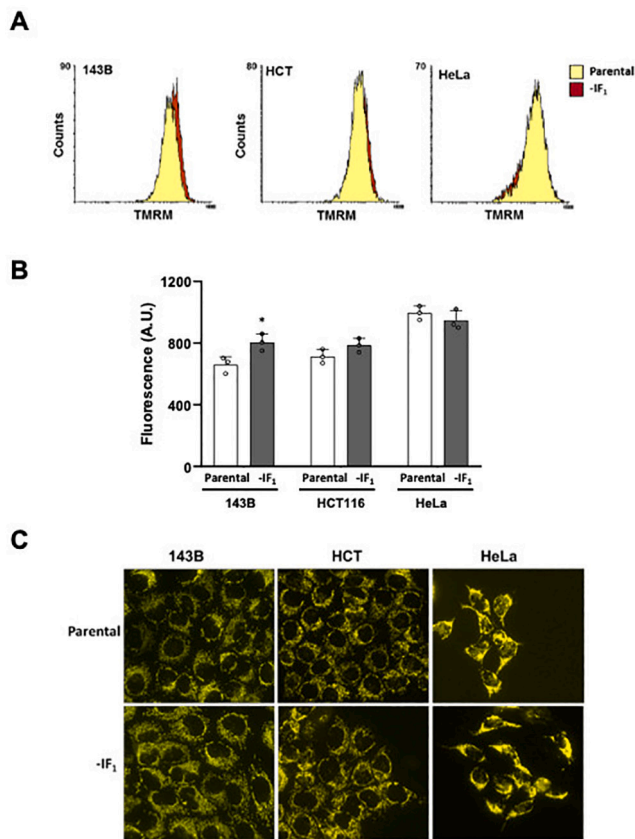 A
90
143B
Counts
TMRM
80
HCT
Counts
TMRM
70
HeLa
Counts
TMRM
Parental
-IF₁
B
Fluorescence (A.U.)
1200
800
400
0
*
Parental -IF₁ Parental -IF₁ Parental -IF₁
143B HCT116 HeLa
C
143B HCT HeLa
Parental
-IF₁